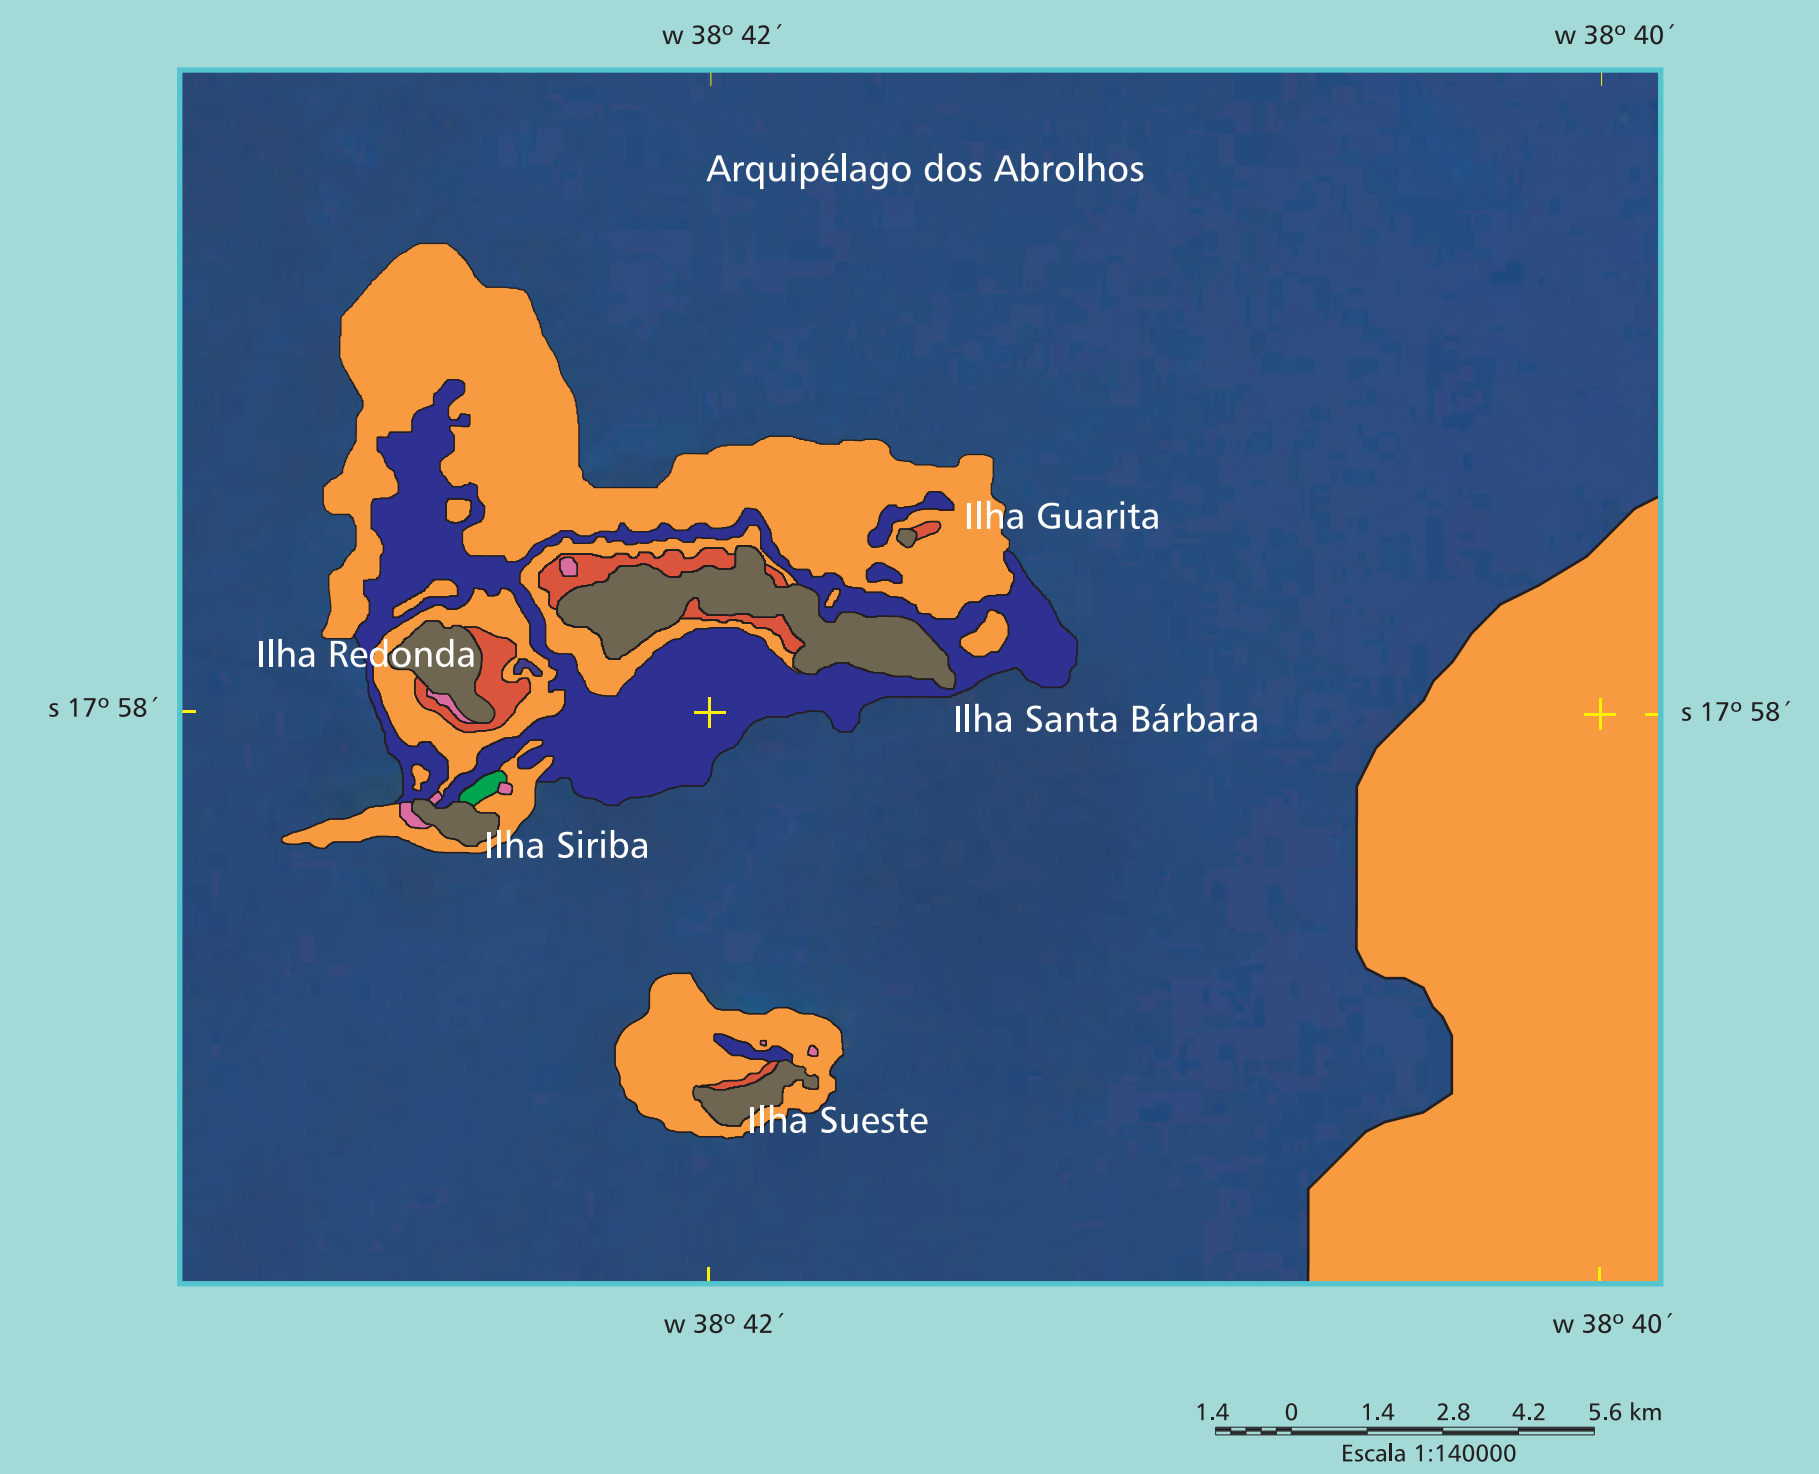 w 38º 42´
w 38º 40´
Arquipélago dos Abrolhos
Ilha Guarita
Ilha Redonda
s 17º 58´
s 17º 58´
Ilha Santa Bárbara
Ilha Siriba
Ilha Sueste
w 38º 42´
w 38º 40´
1.4 0 1.4 2.8 4.2 5.6 km
Escala 1:140000